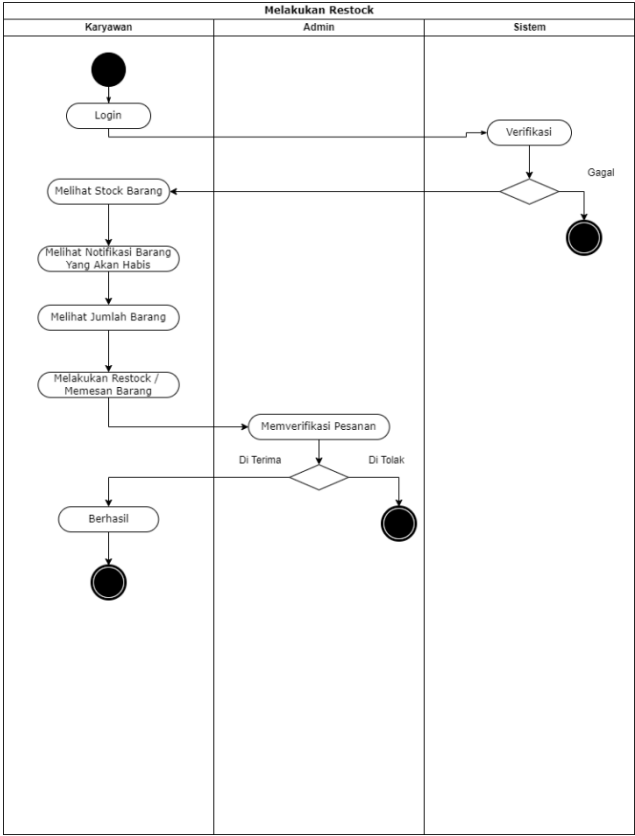 Melakukan Restock
Karyawan
Admin
Sistem
Login
Verifikasi
Gagal
Melihat Stock Barang
Melihat Notifikasi Barang
Yang Akan Habis
Melihat Jumlah Barang
Melakukan Restock /
Memesan Barang
Memverifikasi Pesanan
Di Terima
Di Tolak
Berhasil